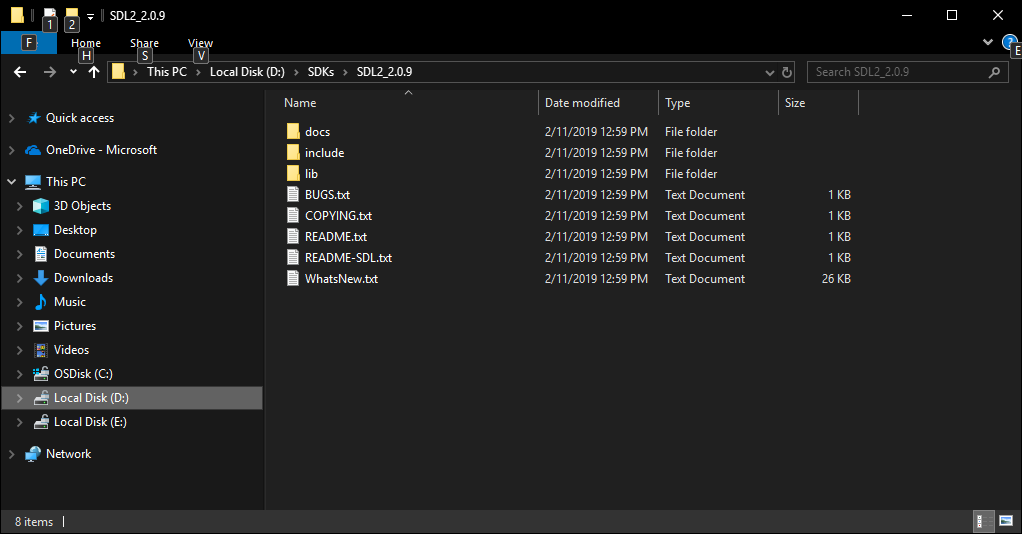 1 2 SDL2_2.0.9
F Home Share View
H S V E
This PC Local Disk (D:) SDKs SDL2_2.0.9 Search SDL2_2.0.9
Name Date modified Type Size
Quick access
OneDrive - Microsoft
This PC
3D Objects
Desktop
Documents
Downloads
Music
Pictures
Videos
OSDisk (C:)
Local Disk (D:)
Local Disk (E:)
Network
docs 2/11/2019 12:59 PM File folder
include 2/11/2019 12:59 PM File folder
lib 2/11/2019 12:59 PM File folder
BUGS.txt 2/11/2019 12:59 PM Text Document 1 KB
COPYING.txt 2/11/2019 12:59 PM Text Document 1 KB
README.txt 2/11/2019 12:59 PM Text Document 1 KB
README-SDL.txt 2/11/2019 12:59 PM Text Document 1 KB
WhatsNew.txt 2/11/2019 12:59 PM Text Document 26 KB
8 items